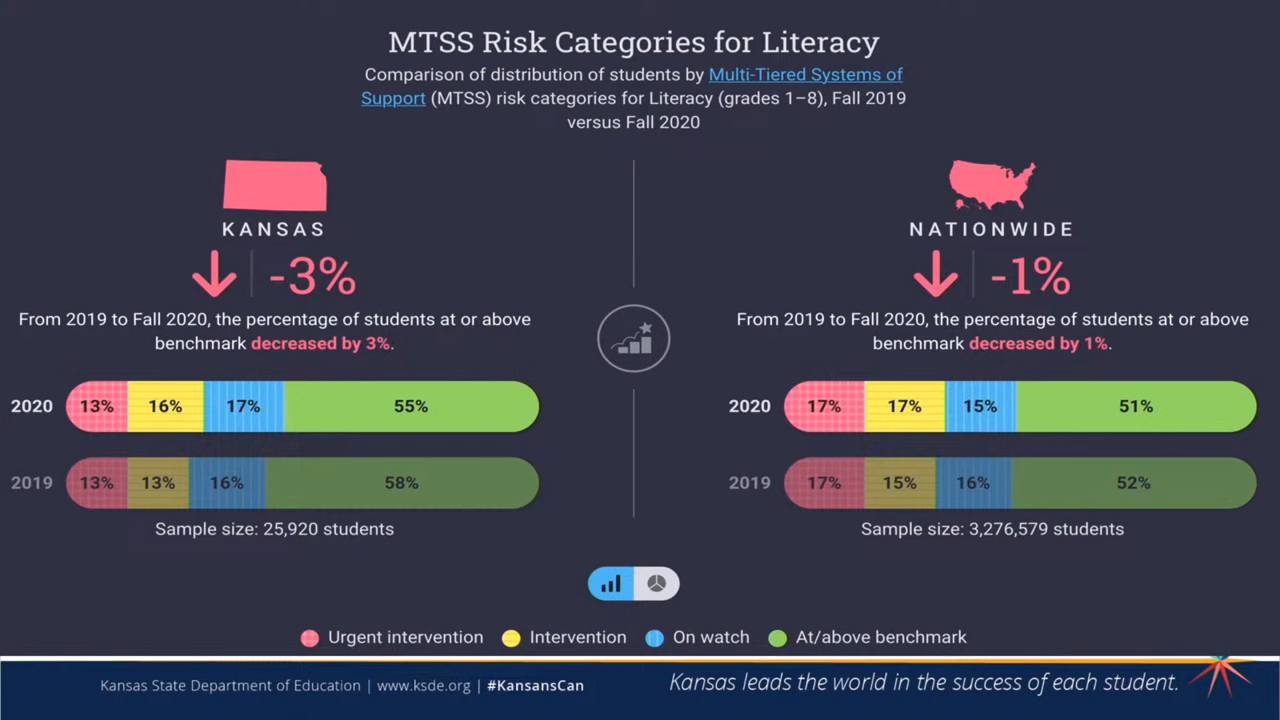 MTSS Risk Categories for Literacy
Comparison of distribution of students by Multi-Tiered Systems of
Support (MTSS) risk categories for Literacy (grades 1–8), Fall 2019
versus Fall 2020
KANSAS
-3%
From 2019 to Fall 2020, the percentage of students at or above
benchmark decreased by 3%.
2020 13% 16% 17% 55%
2019 13% 13% 16% 58%
Sample size: 25,920 students
NATIONWIDE
-1%
From 2019 to Fall 2020, the percentage of students at or above
benchmark decreased by 1%.
2020 17% 17% 15% 51%
2019 17% 15% 16% 52%
Sample size: 3,276,579 students
Urgent intervention Intervention On watch At/above benchmark
Kansas State Department of Education | www.ksde.org | #KansansCan
Kansas leads the world in the success of each student.